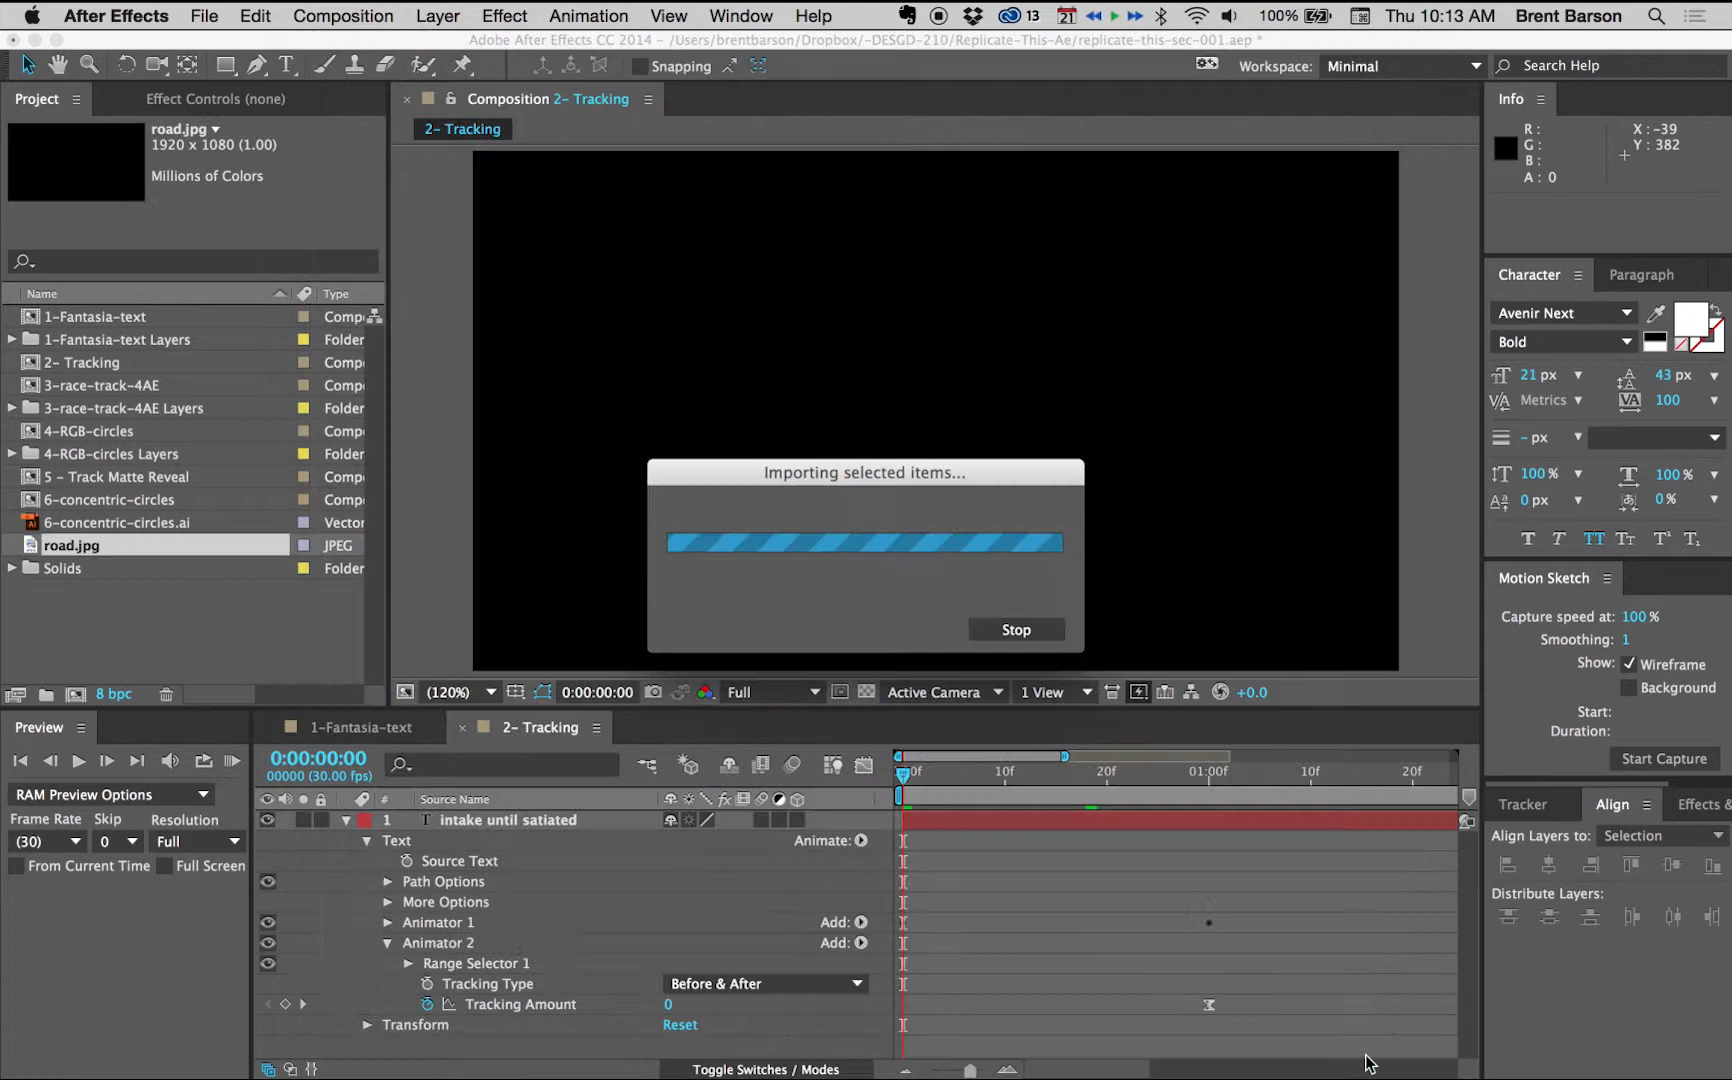 After Effects File Edit Composition Layer Effect Animation View Window Help 13 21 100% Thu 10:13 AM Brent Barson
Adobe After Effects CC 2014 - /Users/brentbarson/Dropbox/-DESGD-210/Replicate-This-Ae/replicate-this-sec-001.aep *
Snapping Workspace: Minimal Search Help
Project Effect Controls (none) Composition 2- Tracking Info
road.jpg
1920 x 1080 (1.00)
Millions of Colors
2- Tracking
R: X: -39
G: Y: 382
B:
A: 0
Name Type
1-Fantasia-text Comp
1-Fantasia-text Layers Folder
2- Tracking Comp
3-race-track-4AE Comp
3-race-track-4AE Layers Folder
4-RGB-circles Comp
4-RGB-circles Layers Folder
5 - Track Matte Reveal Comp
6-concentric-circles Comp
6-concentric-circles.ai Vector
road.jpg JPEG
Solids Folder
8 bpc
Importing selected items...
Stop
Character Paragraph
Avenir Next
Bold
21 px 43 px
Metrics 100
- px
100 % 100 %
0 px 0 %
T T TT Tr T¹ T₁
Motion Sketch
Capture speed at: 100 %
Smoothing: 1
Show: Wireframe
Background
Start:
Duration:
Start Capture
(120%) 0:00:00:00 Full Active Camera 1 View +0.0
Preview 1-Fantasia-text 2- Tracking
RAM Preview Options
Frame Rate Skip Resolution
(30) 0 Full
From Current Time Full Screen
0:00:00:00
00000 (30.00 fps)
00f 10f 20f 01:00f 10f 20f
# Source Name
1 T intake until satiated
Text Animate:
Source Text
Path Options
More Options
Animator 1 Add:
Animator 2 Add:
Range Selector 1
Tracking Type Before & After
Tracking Amount 0
Transform Reset
Toggle Switches / Modes
Tracker Align Effects &
Align Layers to: Selection
Distribute Layers: